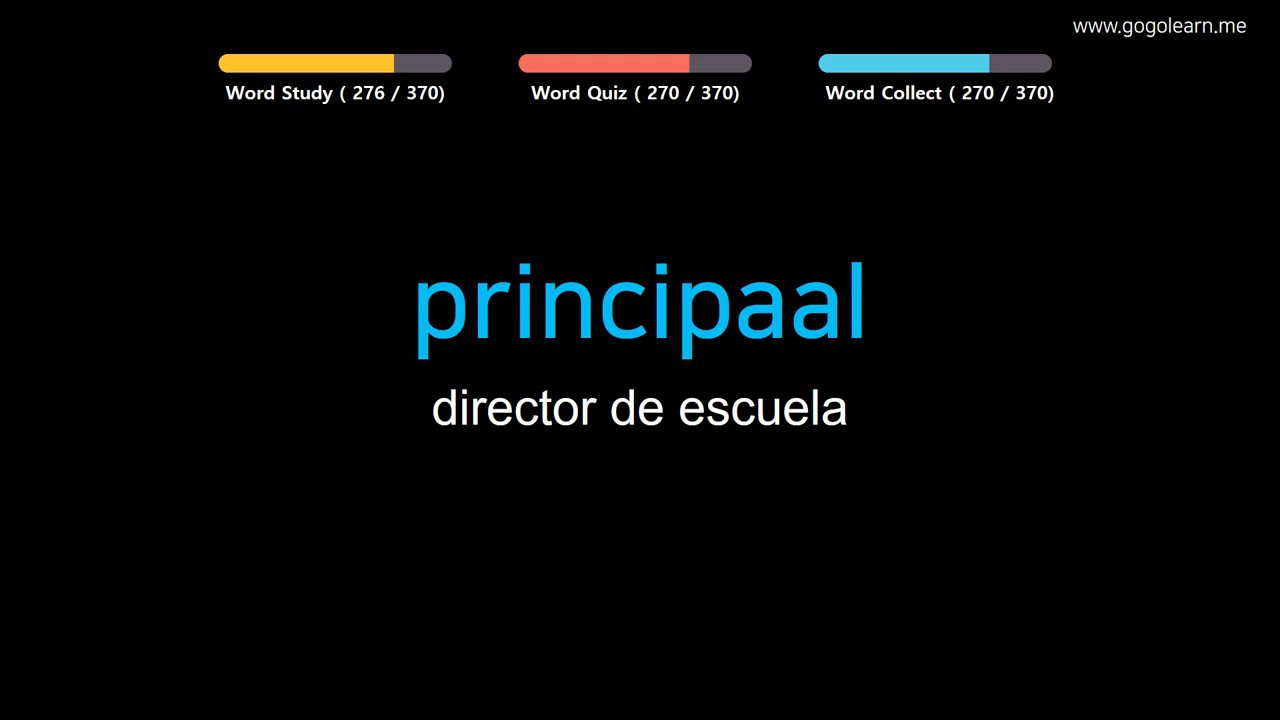 www.gogolearn.me
Word Study ( 276 / 370)
Word Quiz ( 270 / 370)
Word Collect ( 270 / 370)
principaal
director de escuela